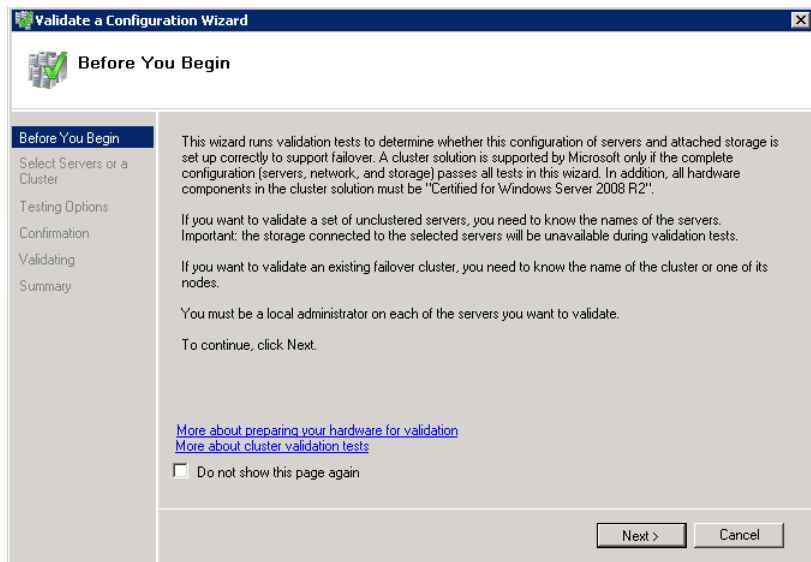 Validate a Configuration Wizard
Before You Begin
Before You Begin
Select Servers or a
Cluster
Testing Options
Confirmation
Validating
Summary
This wizard runs validation tests to determine whether this configuration of servers and attached storage is
set up correctly to support failover. A cluster solution is supported by Microsoft only if the complete
configuration (servers, network, and storage) passes all tests in this wizard. In addition, all hardware
components in the cluster solution must be "Certified for Windows Server 2008 R2".
If you want to validate a set of unclustered servers, you need to know the names of the servers.
Important: the storage connected to the selected servers will be unavailable during validation tests.
If you want to validate an existing failover cluster, you need to know the name of the cluster or one of its
nodes.
You must be a local administrator on each of the servers you want to validate.
To continue, click Next.
More about preparing your hardware for validation
More about cluster validation tests
Do not show this page again
Next >
Cancel